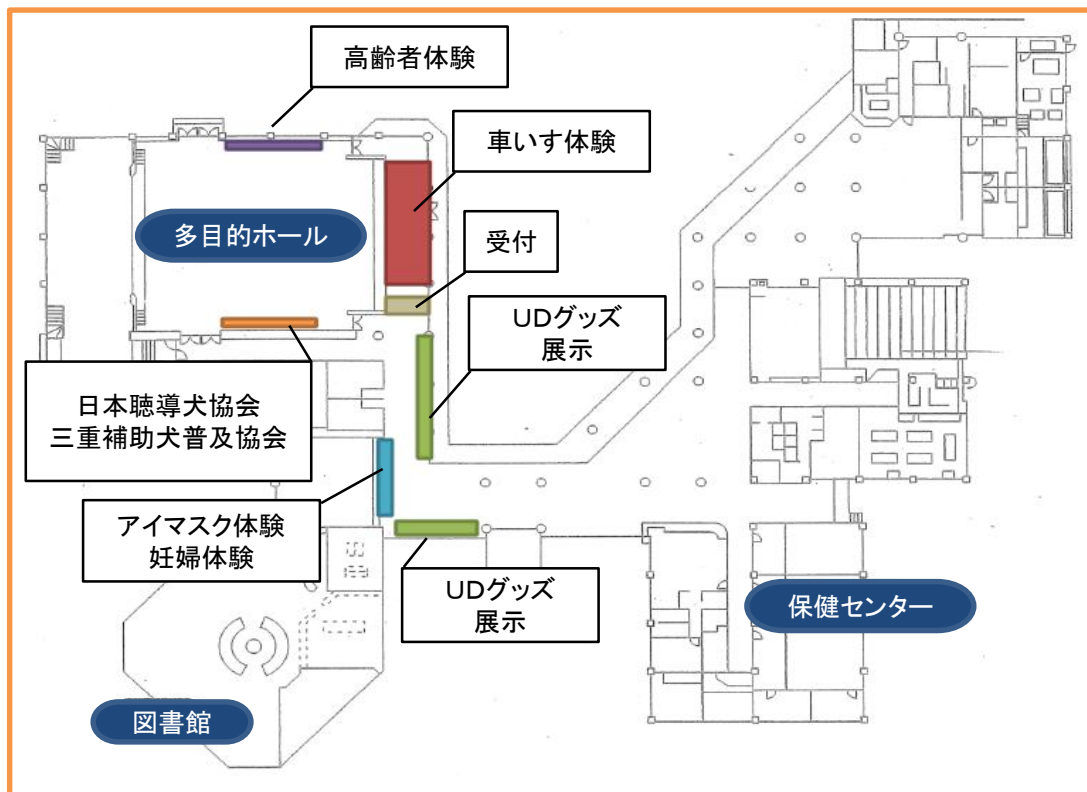 高齢者体験
車いす体験
多目的ホール
受付
UDグッズ
展示
日本聴導犬協会
三重補助犬普及協会
アイマスク体験
妊婦体験
UDグッズ
展示
保健センター
図書館